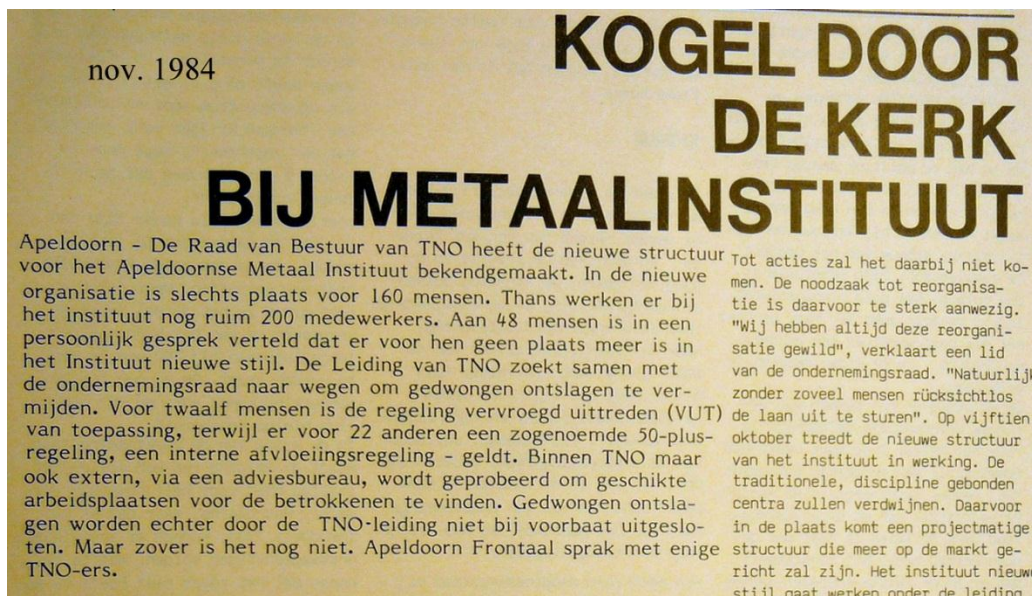 nov. 1984
KOGEL DOOR
DE KERK
BIJ METAALINSTITUUT
Apeldoorn - De Raad van Bestuur van TNO heeft de nieuwe structuur
voor het Apeldoornse Metaal Instituut bekendgemaakt. In de nieuwe
organisatie is slechts plaats voor 160 mensen. Thans werken er bij
het instituut nog ruim 200 medewerkers. Aan 48 mensen is in een
persoonlijk gesprek verteld dat er voor hen geen plaats meer is in
het Instituut nieuwe stijl. De Leiding van TNO zoekt samen met
de ondernemingsraad naar wegen om gedwongen ontslagen te ver-
mijden. Voor twaalf mensen is de regeling vervroegd uittreden (VUT)
van toepassing, terwijl er voor 22 anderen een zogenoemde 50-plus-
regeling, een interne afvloeiingsregeling - geldt. Binnen TNO maar
ook extern, via een adviesbureau, wordt geprobeerd om geschikte
arbeidsplaatsen voor de betrokkenen te vinden. Gedwongen ontsla-
gen worden echter door de TNO-leiding niet bij voorbaat uitgeslo-
ten. Maar zover is het nog niet. Apeldoorn Frontaal sprak met enige
TNO-ers.
Tot acties zal het daarbij niet ko-
men. De noodzaak tot reorganisa-
tie is daarvoor te sterk aanwezig.
"Wij hebben altijd deze reorgani-
satie gewild", verklaart een lid
van de ondernemingsraad. "Natuurlijk
zonder zoveel mensen rücksichtlos
de laan uit te sturen". Op vijftien
oktober treedt de nieuwe structuur
van het instituut in werking. De
traditionele, discipline gebonden
centra zullen verdwijnen. Daarvoor
in de plaats komt een projectmatige
structuur die meer op de markt ge-
richt zal zijn. Het instituut nieuwe
stijl gaat werken onder de leiding